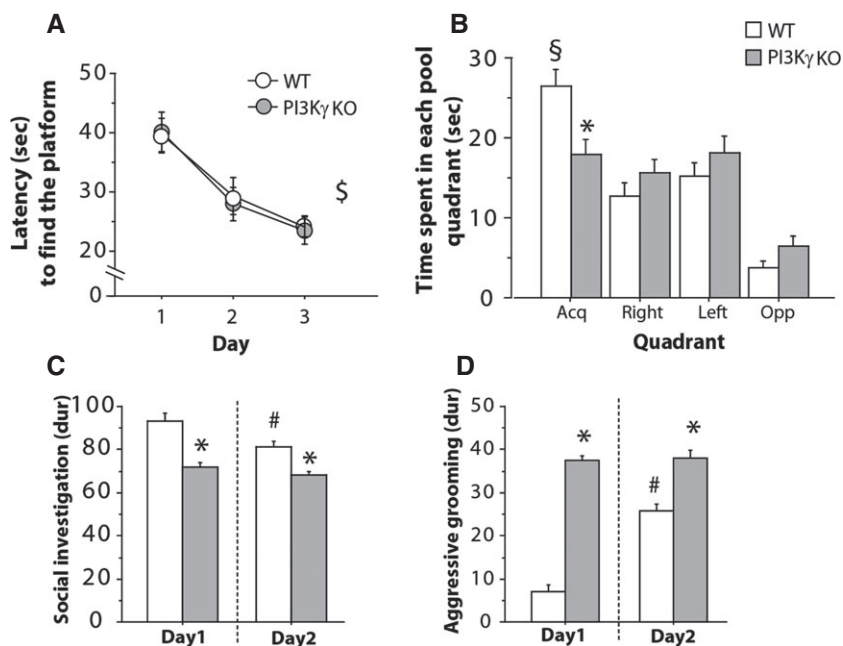 A
Latency (sec)
to find the platform
50
40
30
20
0
WT
PI3Kγ KO
$
1 2 3
Day
B
Time spent in each pool
quadrant (sec)
30
20
10
0
WT
PI3Kγ KO
§
*
Acq Right Left Opp
Quadrant
C
Social investigation (dur)
100
80
60
40
20
0
*
#
*
Day1 Day2
D
Aggressive grooming (dur)
50
40
30
20
10
0
*
#
*
Day1 Day2